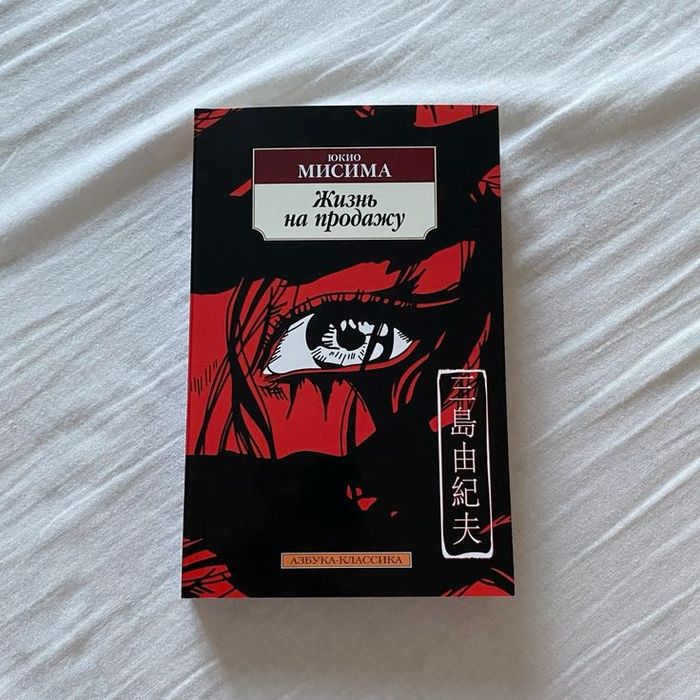 ЮКИО
МИСИМА
Жизнь
на продажу
三島由紀夫
АЗБУКА-КЛАССИКА